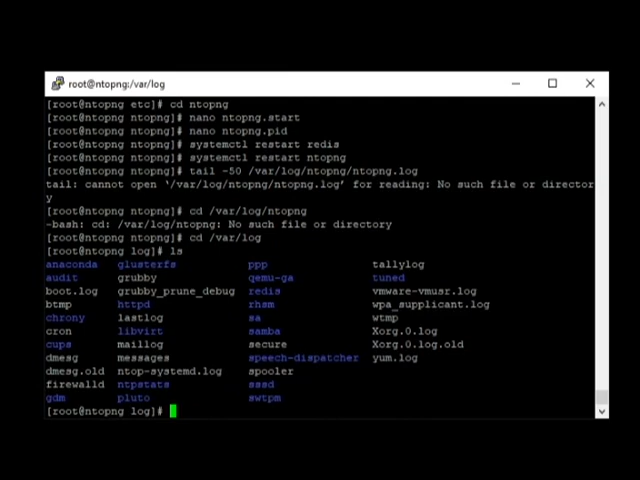 root@ntopng:/var/log
[root@ntopng etc]# cd ntopng
[root@ntopng ntopng]# nano ntopng.start
[root@ntopng ntopng]# nano ntopng.pid
[root@ntopng ntopng]# systemctl restart redis
[root@ntopng ntopng]# systemctl restart ntopng
[root@ntopng ntopng]# tail -50 /var/log/ntopng/ntopng.log
tail: cannot open ‘/var/log/ntopng/ntopng.log’ for reading: No such file or director
y
[root@ntopng ntopng]# cd /var/log/ntopng
-bash: cd: /var/log/ntopng: No such file or directory
[root@ntopng ntopng]# cd /var/log
[root@ntopng log]# ls
anaconda glusterfs ppp tallylog
audit grubby qemu-ga tuned
boot.log grubby_prune_debug redis vmware-vmusr.log
btmp httpd rhsm wpa_supplicant.log
chrony lastlog sa wtmp
cron libvirt samba Xorg.0.log
cups maillog secure Xorg.0.log.old
dmesg messages speech-dispatcher yum.log
dmesg.old ntop-systemd.log spooler
firewalld ntpstats sssd
gdm pluto swtpm
[root@ntopng log]#